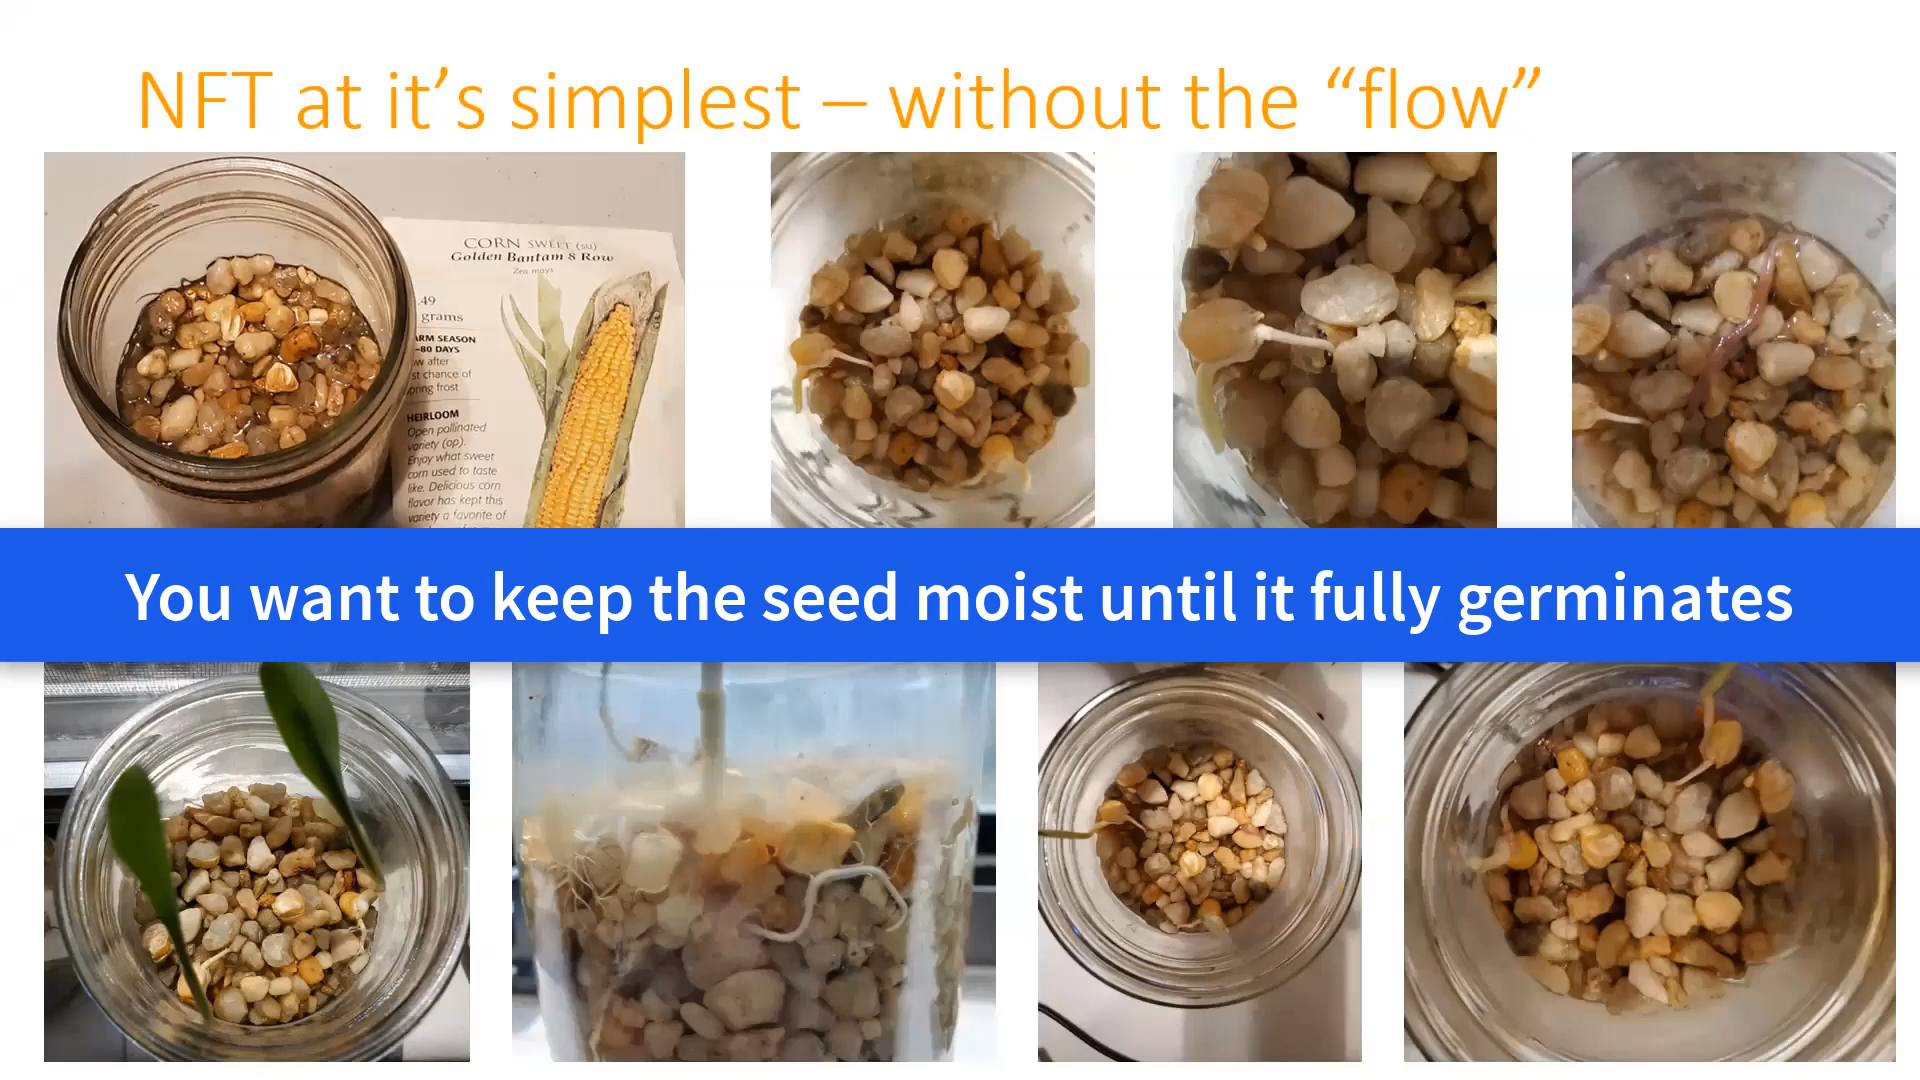 NFT at it’s simplest – without the “flow”
CORN SWEET (SU)
Golden Bantam 8 Row
Zea mays
.49
grams
ARM SEASON
–80 DAYS
w after
st chance of
pring frost
HEIRLOOM
Open pollinated
variety (op).
Enjoy what sweet
corn used to taste
like. Delicious corn
flavor has kept this
variety a favorite of
You want to keep the seed moist until it fully germinates